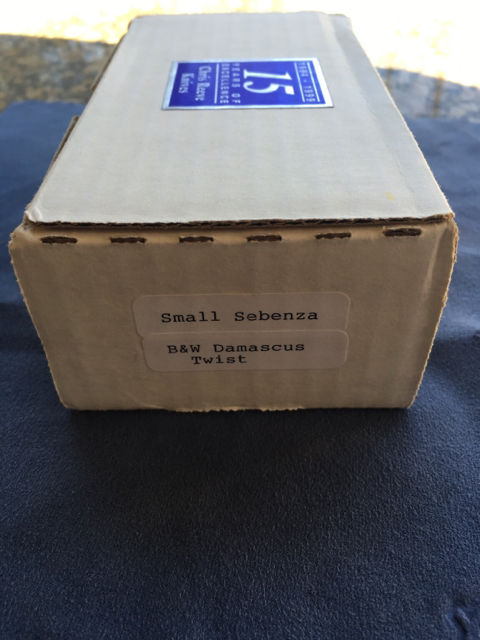 15
YEARS OF
EXCELLENCE
Chris Reeve
Knives
Small Sebenza
B&W Damascus
Twist